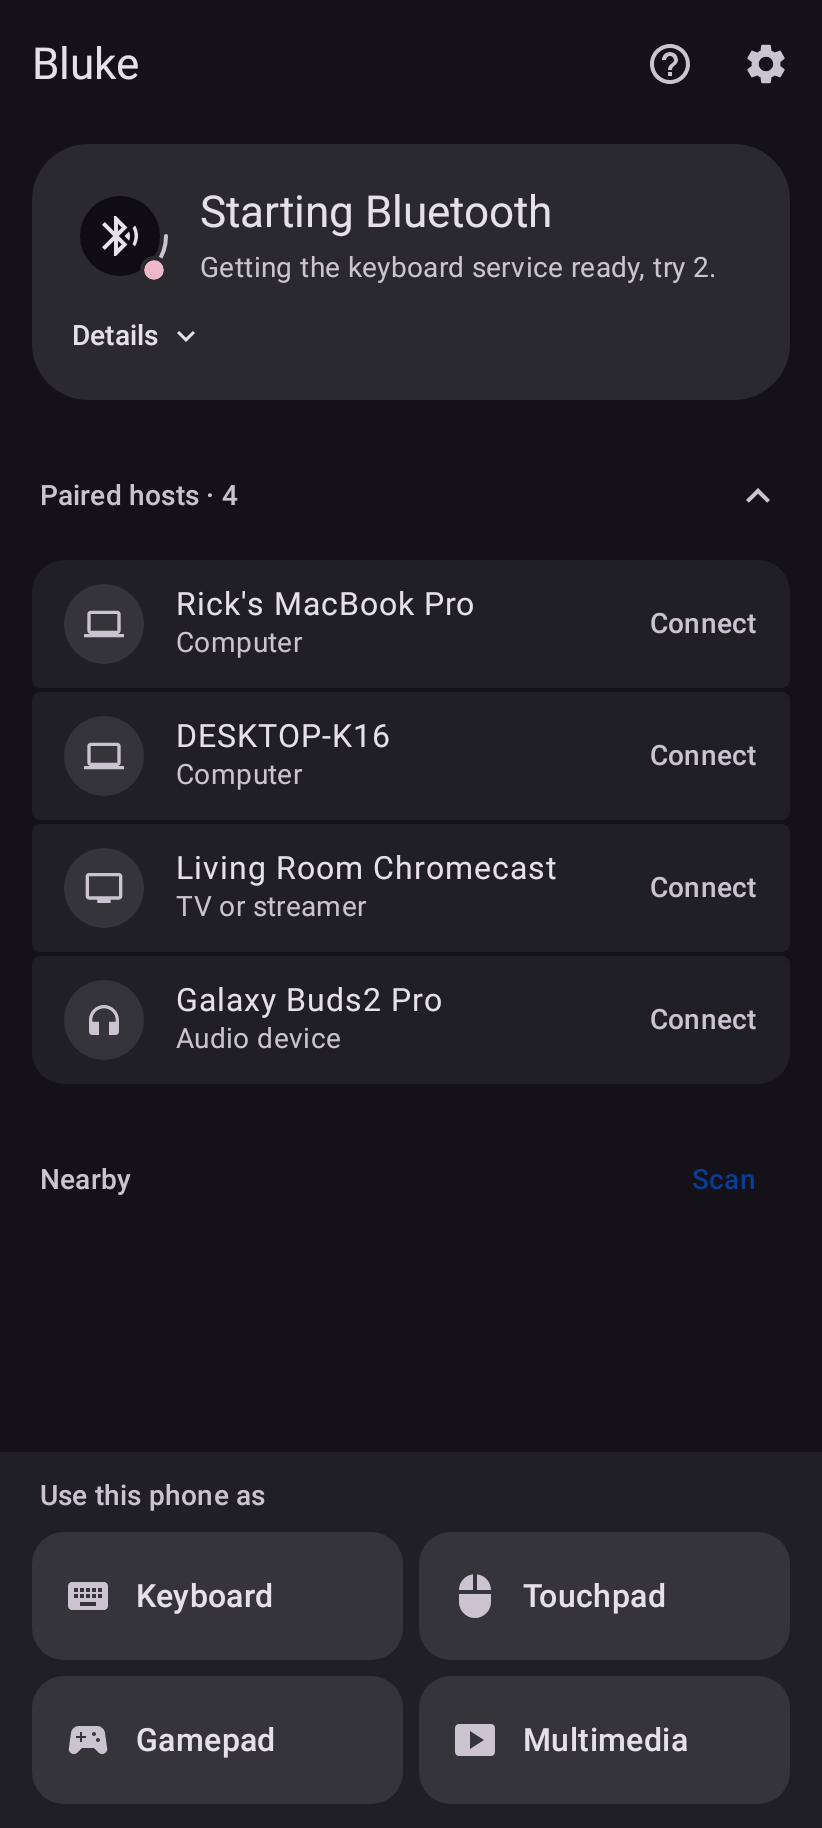 Bluke
Starting Bluetooth
Getting the keyboard service ready, try 2.
Details
Paired hosts · 4
Rick's MacBook Pro
Computer
Connect
DESKTOP-K16
Computer
Connect
Living Room Chromecast
TV or streamer
Connect
Galaxy Buds2 Pro
Audio device
Connect
Nearby
Scan
Use this phone as
Keyboard
Touchpad
Gamepad
Multimedia